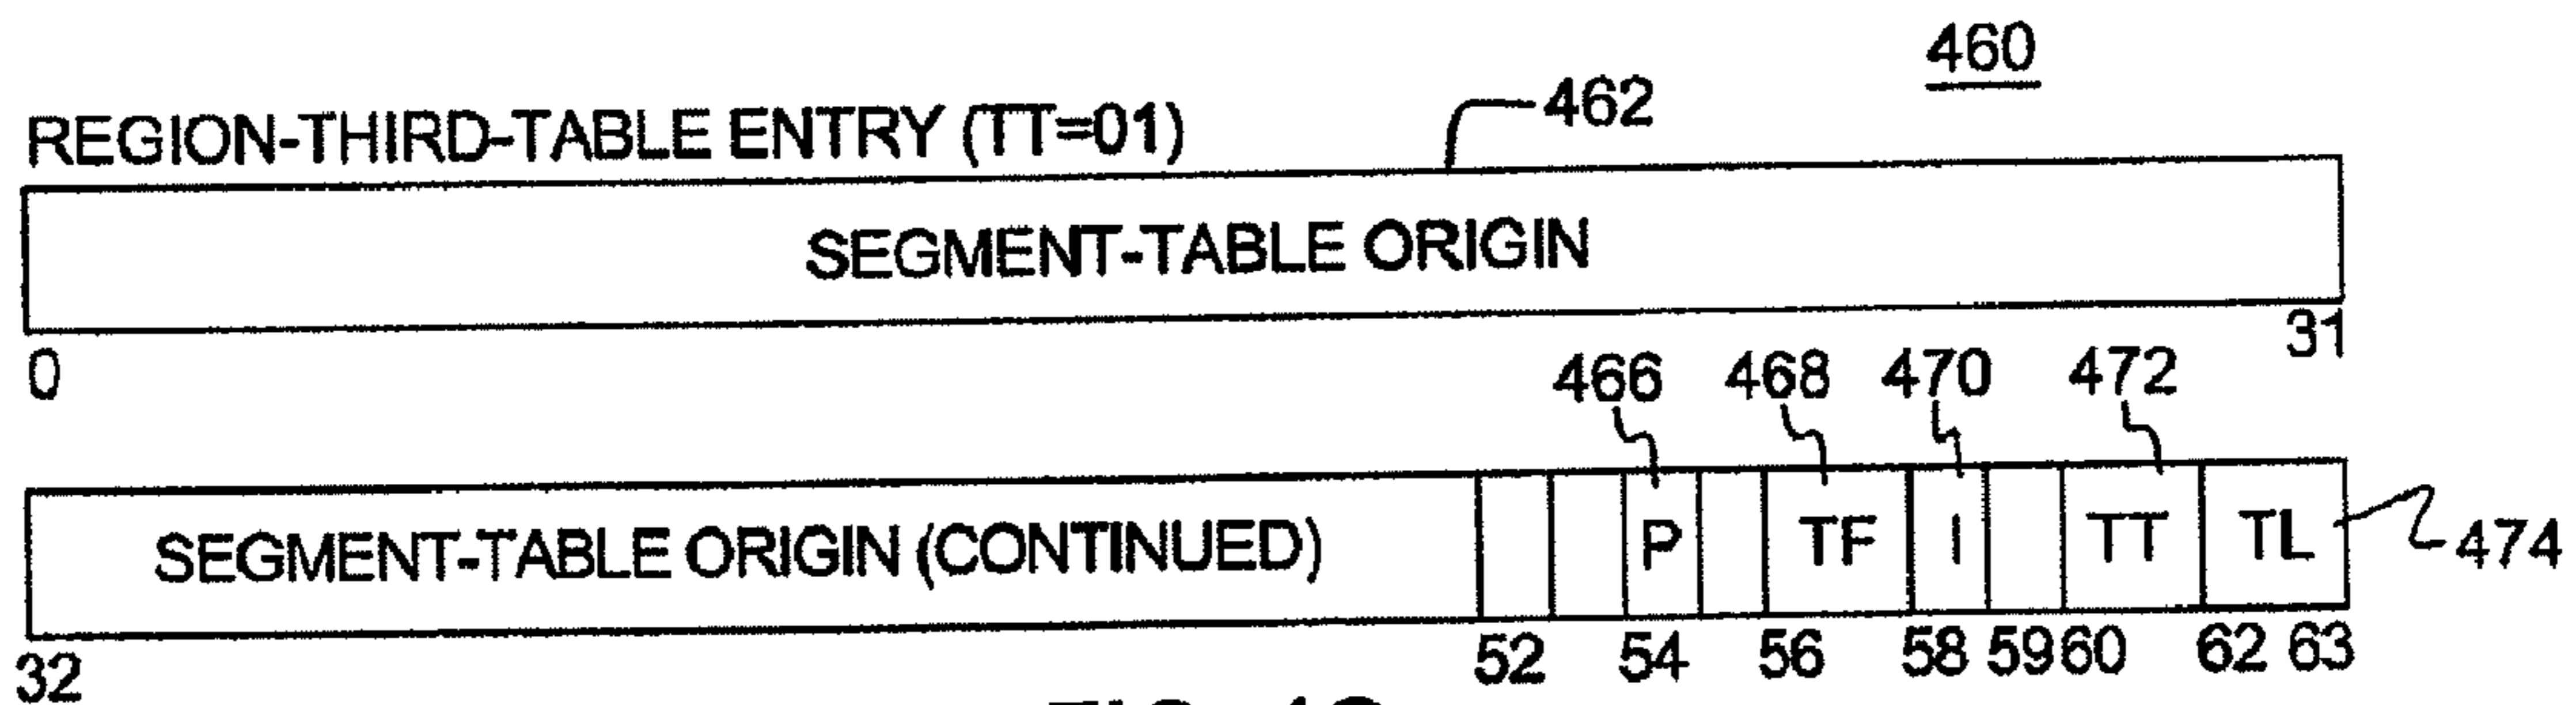 460
REGION-THIRD-TABLE ENTRY (TT=01)
462
SEGMENT-TABLE ORIGIN
0 31
466 468 470 472
SEGMENT-TABLE ORIGIN (CONTINUED) P TF I TT TL
474
32 52 54 56 58 59 60 62 63